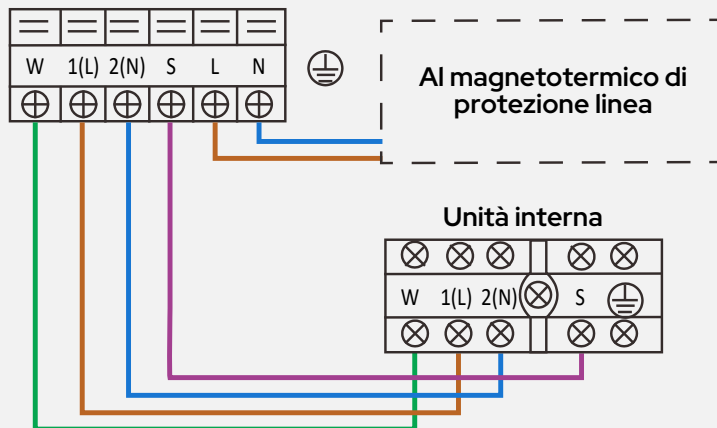 W 1(L) 2(N) S L N
Al magnetotermico di
protezione linea
Unità interna
W 1(L) 2(N) S